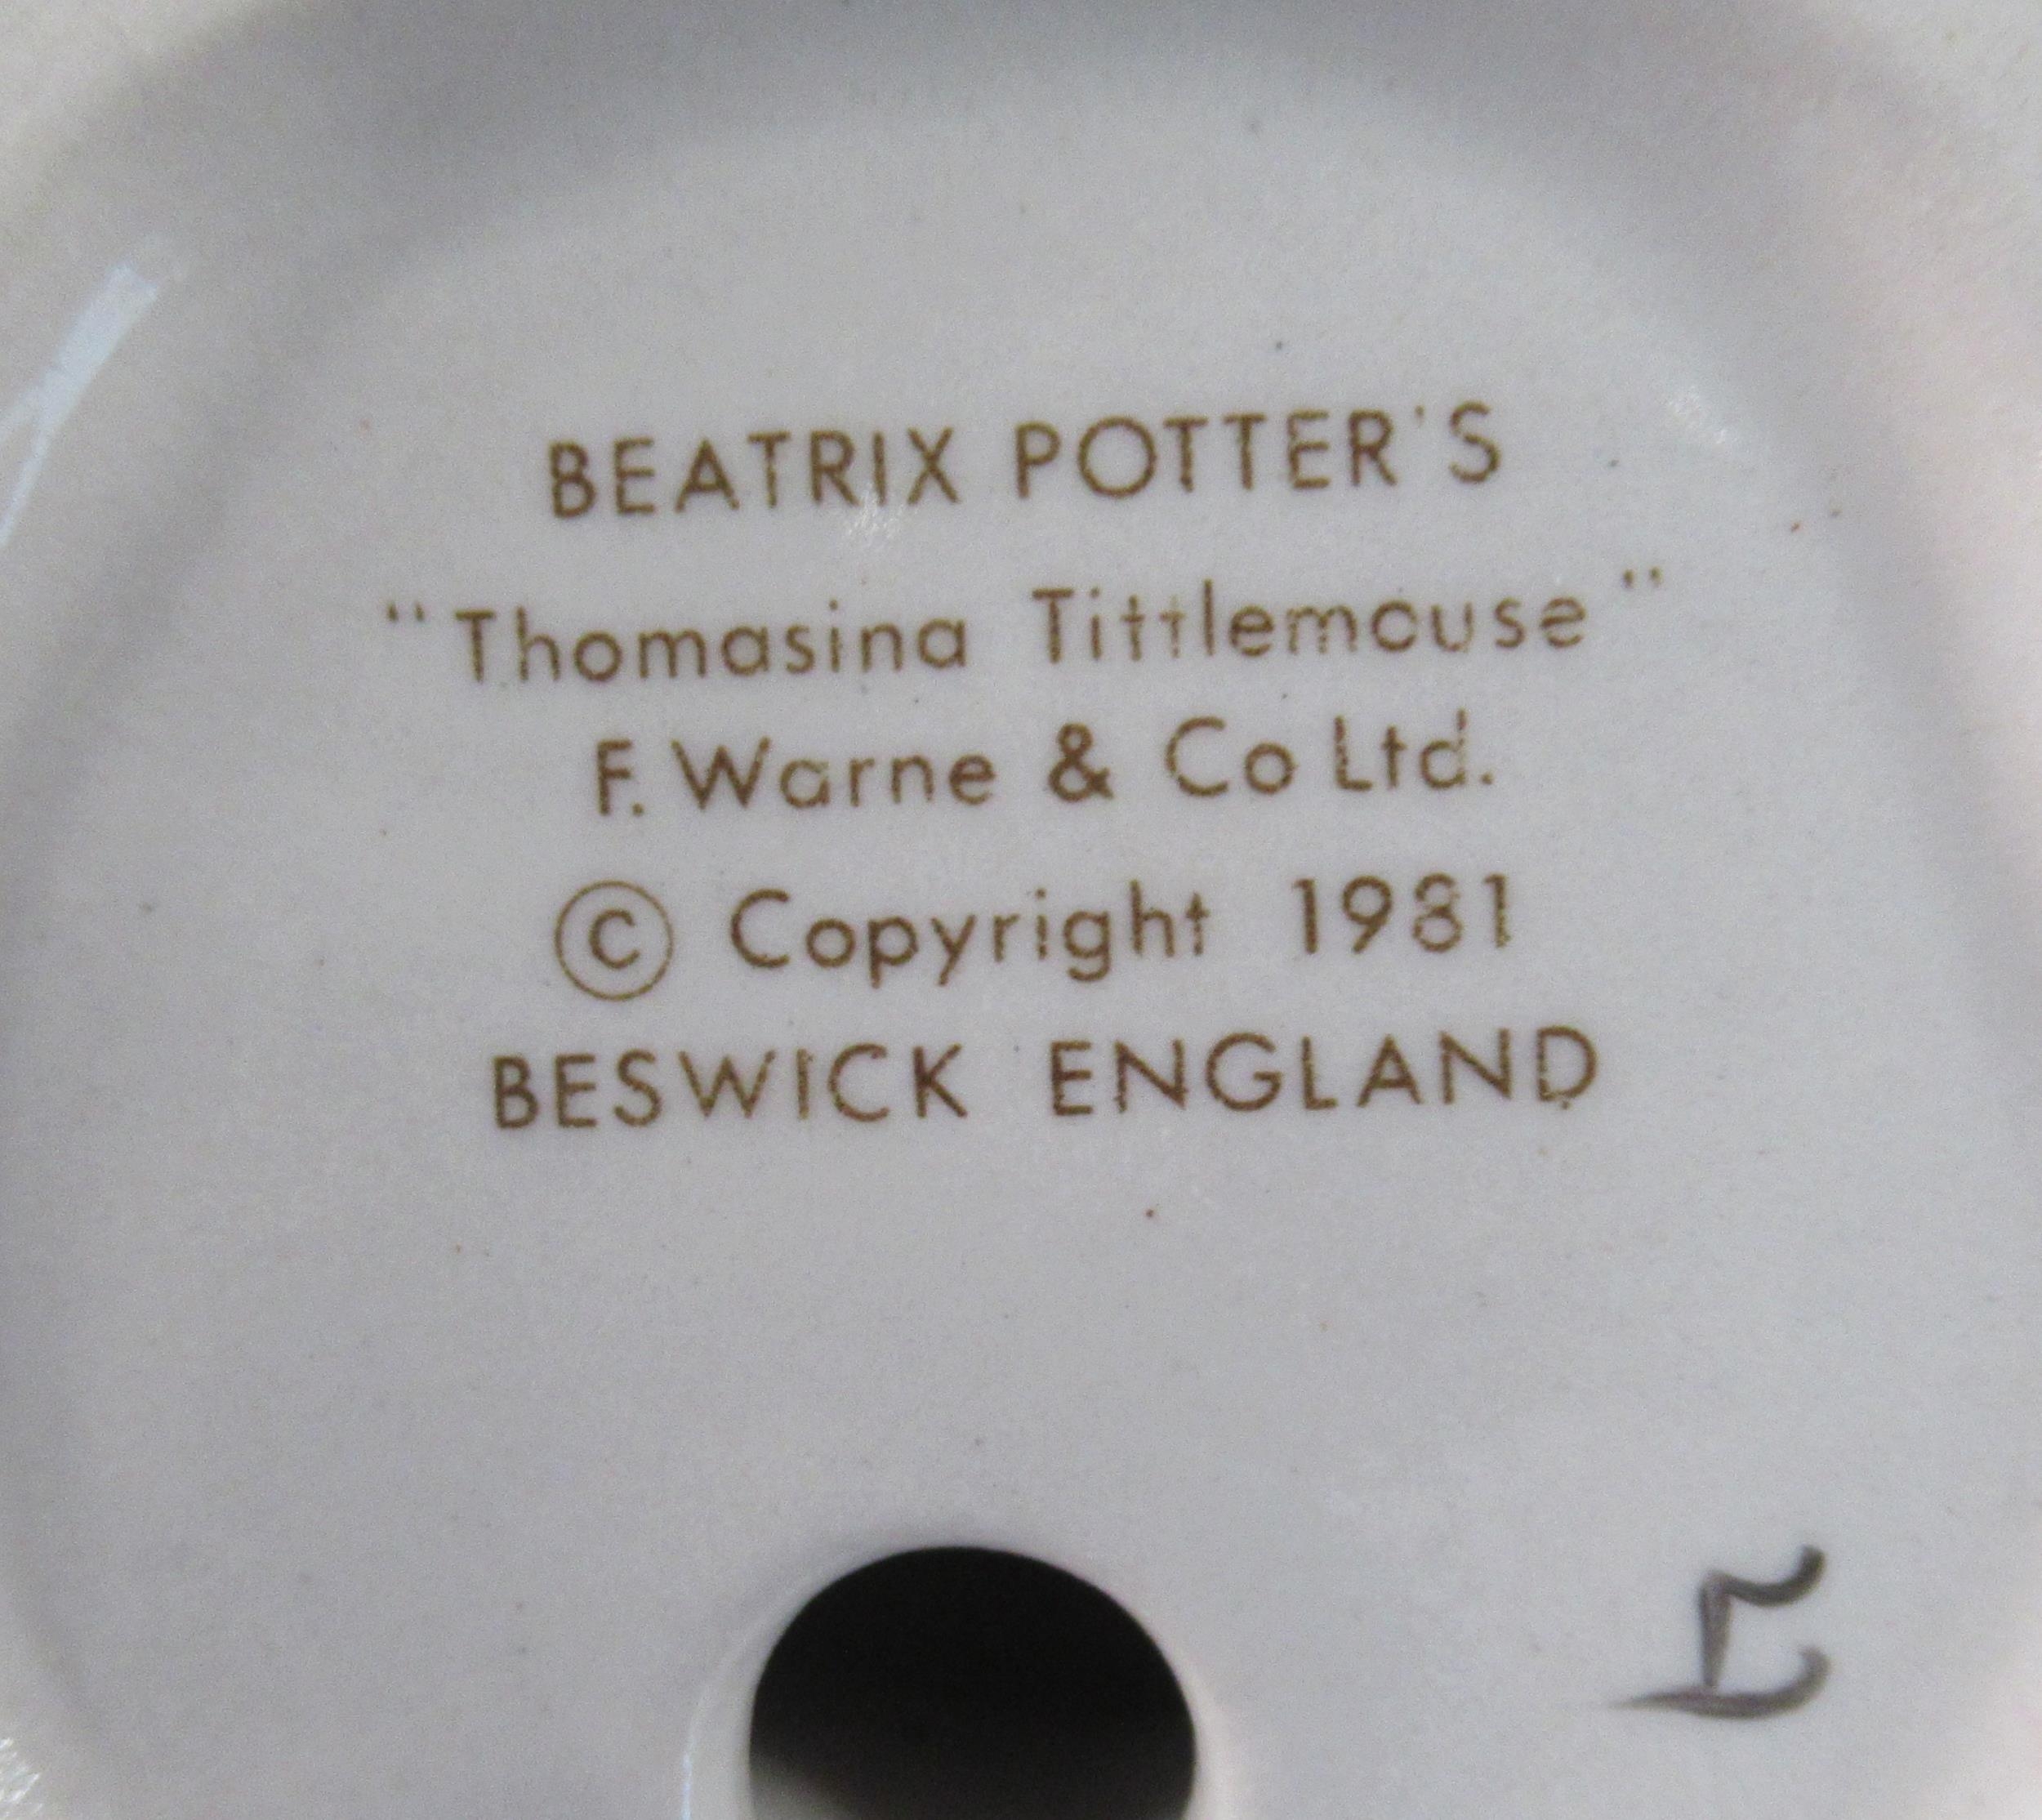 BEATRIX POTTER'S
"Thomasina Tittlemouse"
F. Warne & Co Ltd.
© Copyright 1981
BESWICK ENGLAND